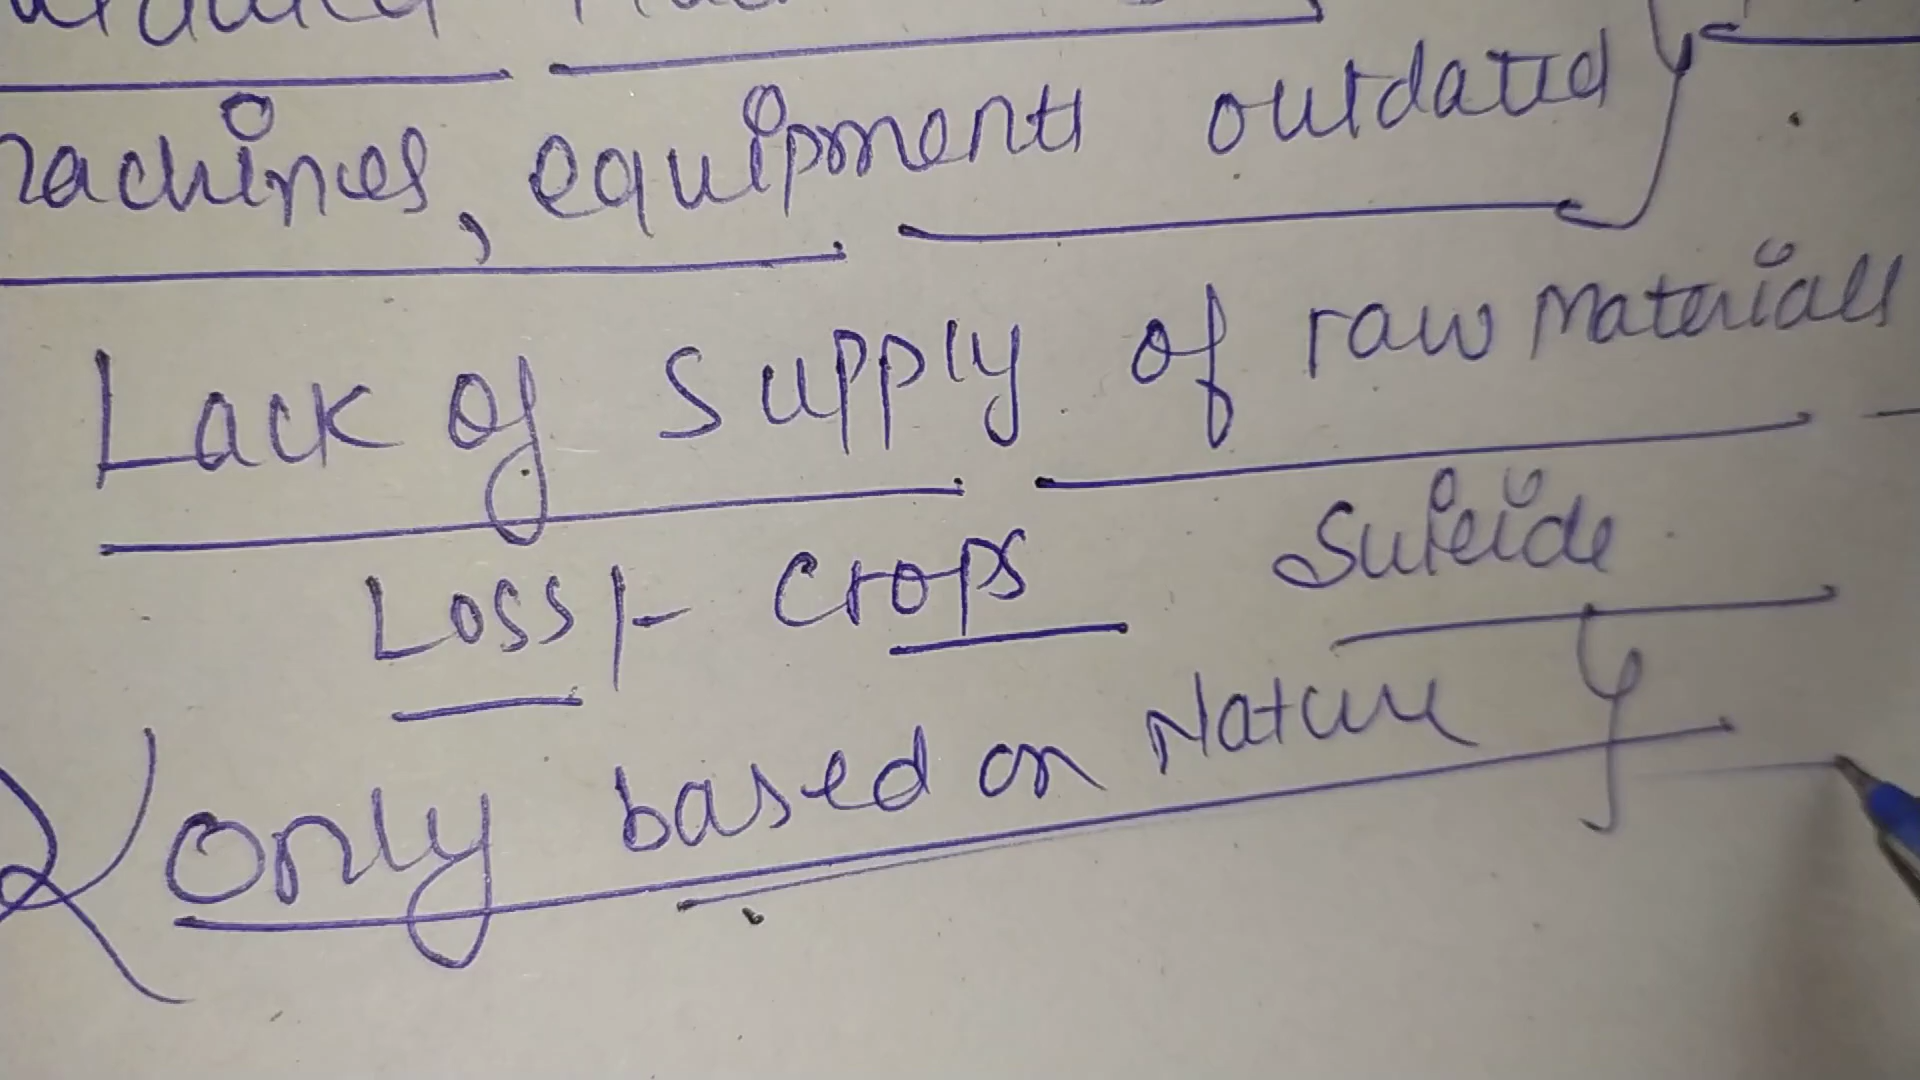 machines, equipments outdated
Lack of supply of raw Materials
Loss :- Crops Suicide
only based on Nature